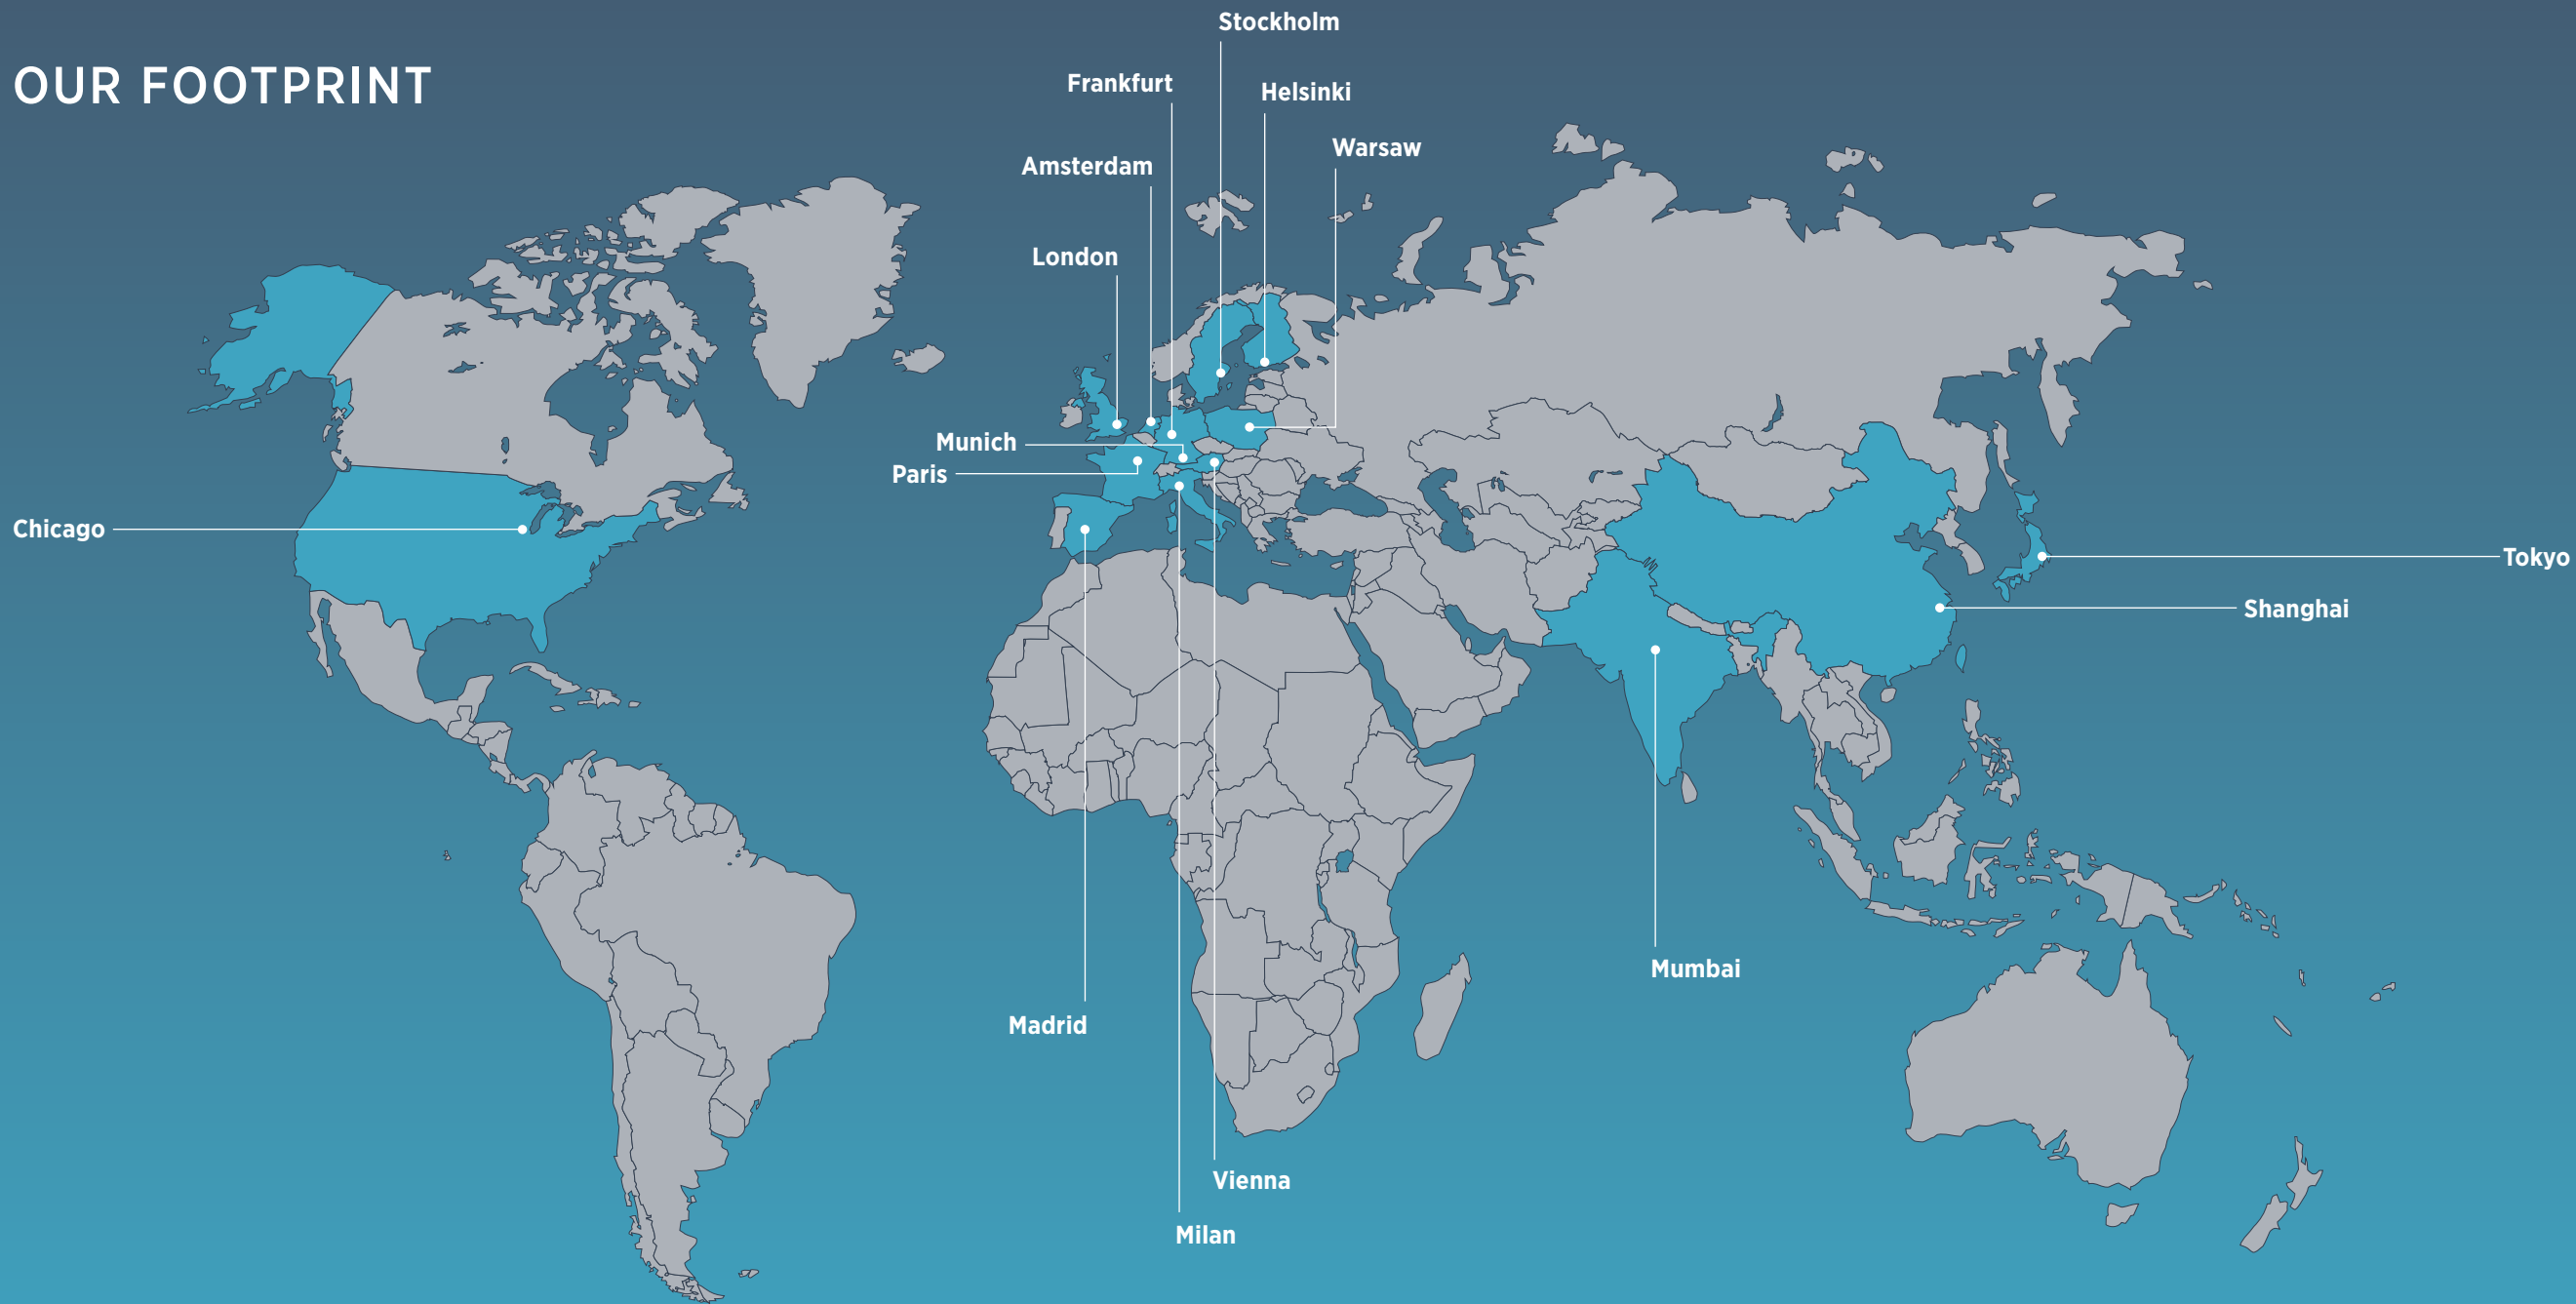 OUR FOOTPRINT
Stockholm
Frankfurt
Helsinki
Warsaw
Amsterdam
London
Munich
Paris
Chicago
Tokyo
Shanghai
Mumbai
Madrid
Vienna
Milan